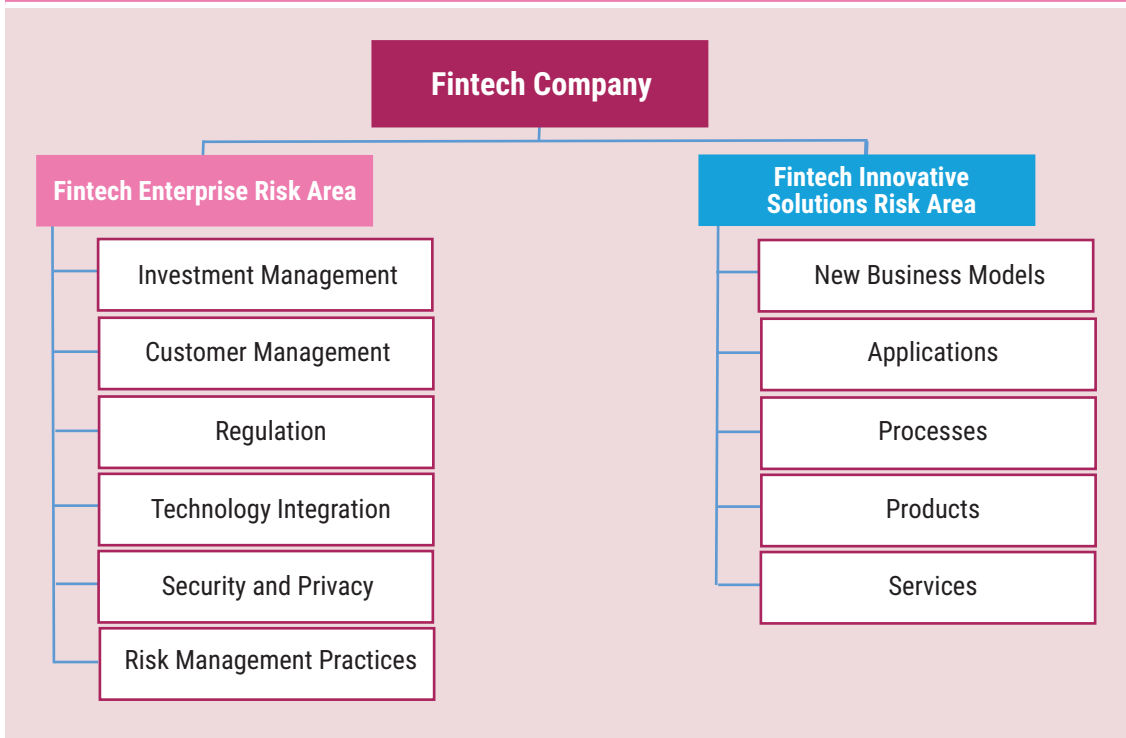 Fintech Company
Fintech Enterprise Risk Area
Investment Management
Customer Management
Regulation
Technology Integration
Security and Privacy
Risk Management Practices
Fintech Innovative
Solutions Risk Area
New Business Models
Applications
Processes
Products
Services